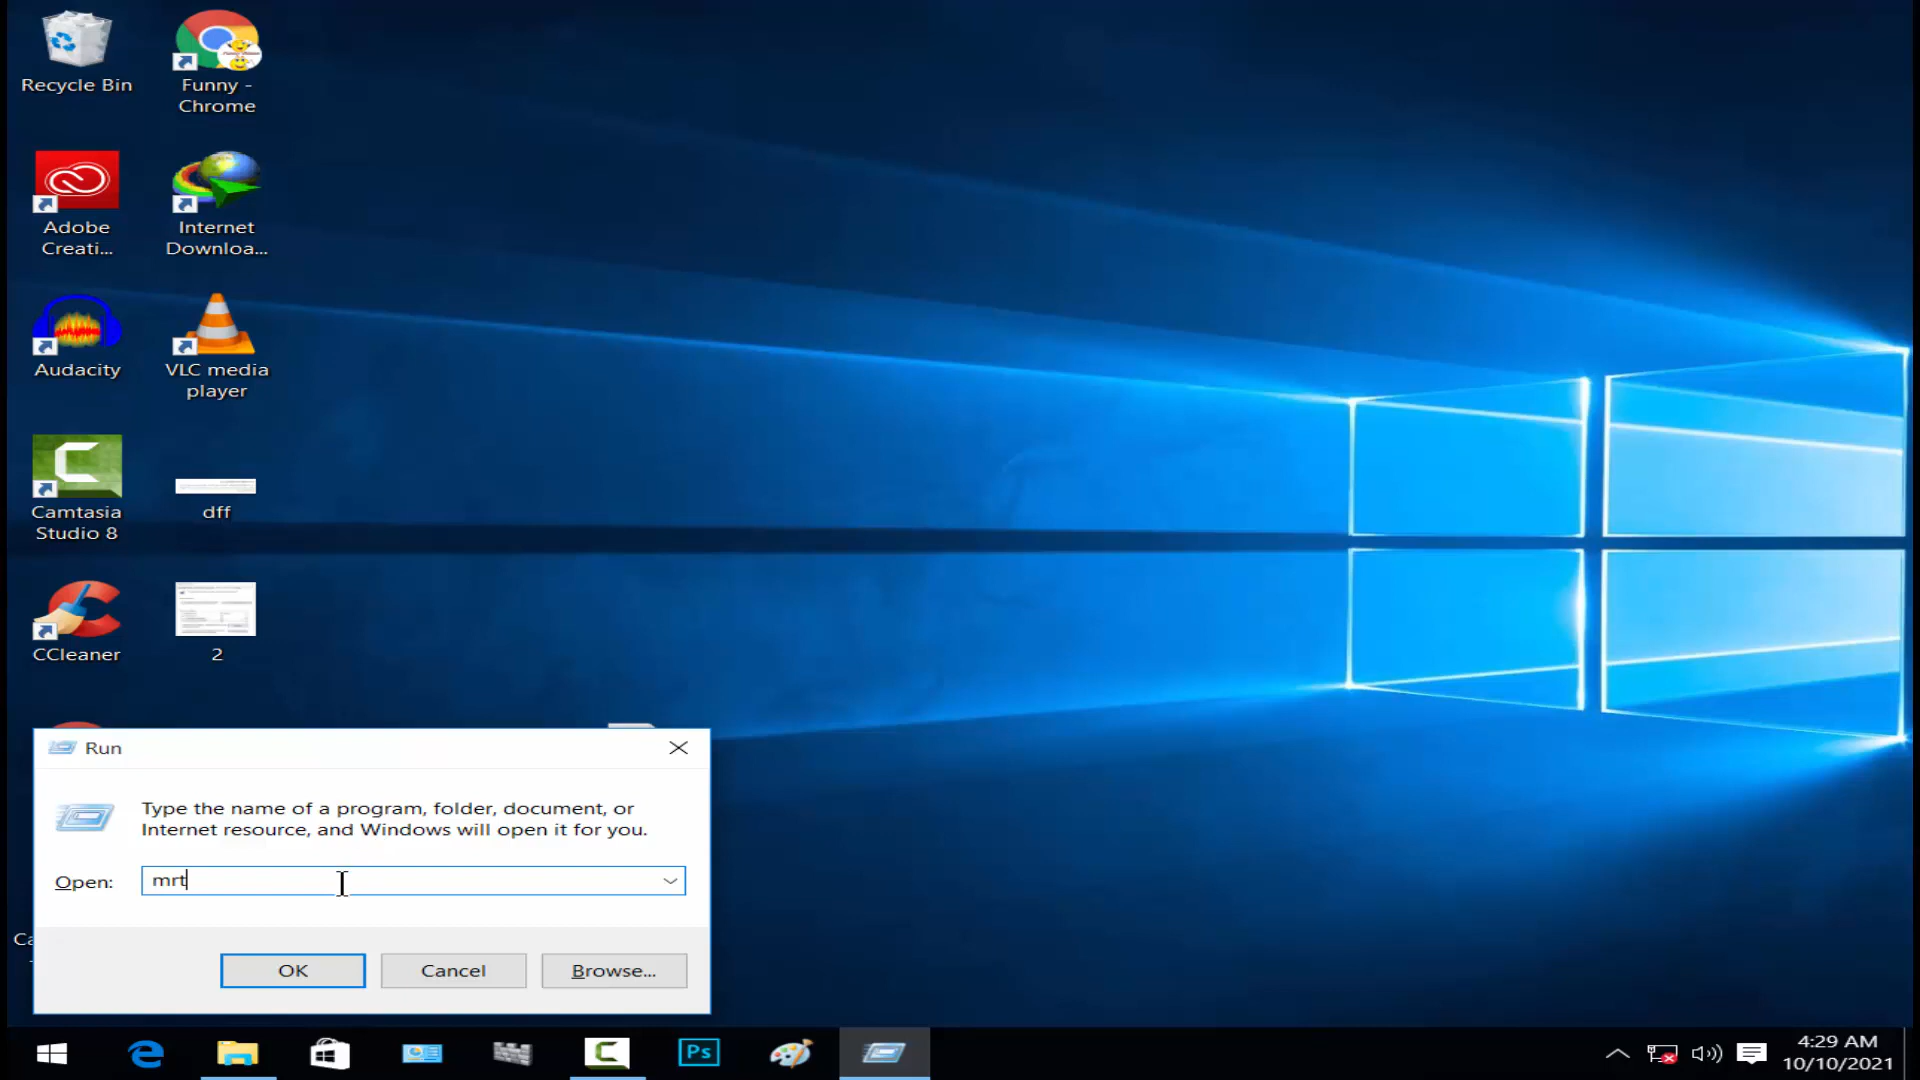 Recycle Bin
Funny -
Chrome
Adobe
Creati...
Internet
Downloa...
Audacity
VLC media
player
Camtasia
Studio 8
dff
CCleaner
2
Run
Type the name of a program, folder, document, or
Internet resource, and Windows will open it for you.
Open:
mrt
Ca
OK
Cancel
Browse...
Ps
4:29 AM
10/10/2021